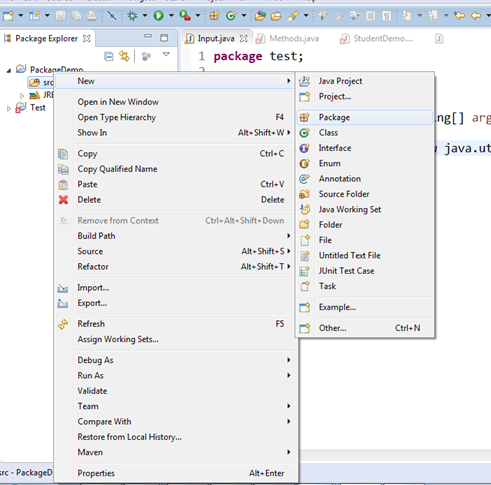 Package Explorer
Input.java
Methods.java
StudentDemo....
1 package test;
2
PackageDemo
src
JRE
Test
ing[] arg
java.ut
New
Open in New Window
Open Type Hierarchy F4
Show In Alt+Shift+W
Copy Ctrl+C
Copy Qualified Name
Paste Ctrl+V
Delete Delete
Remove from Context Ctrl+Alt+Shift+Down
Build Path
Source Alt+Shift+S
Refactor Alt+Shift+T
Import...
Export...
Refresh F5
Assign Working Sets...
Debug As
Run As
Validate
Team
Compare With
Restore from Local History...
Maven
Properties Alt+Enter
Java Project
Project...
Package
Class
Interface
Enum
Annotation
Source Folder
Java Working Set
Folder
File
Untitled Text File
JUnit Test Case
Task
Example...
Other... Ctrl+N
src - PackageD